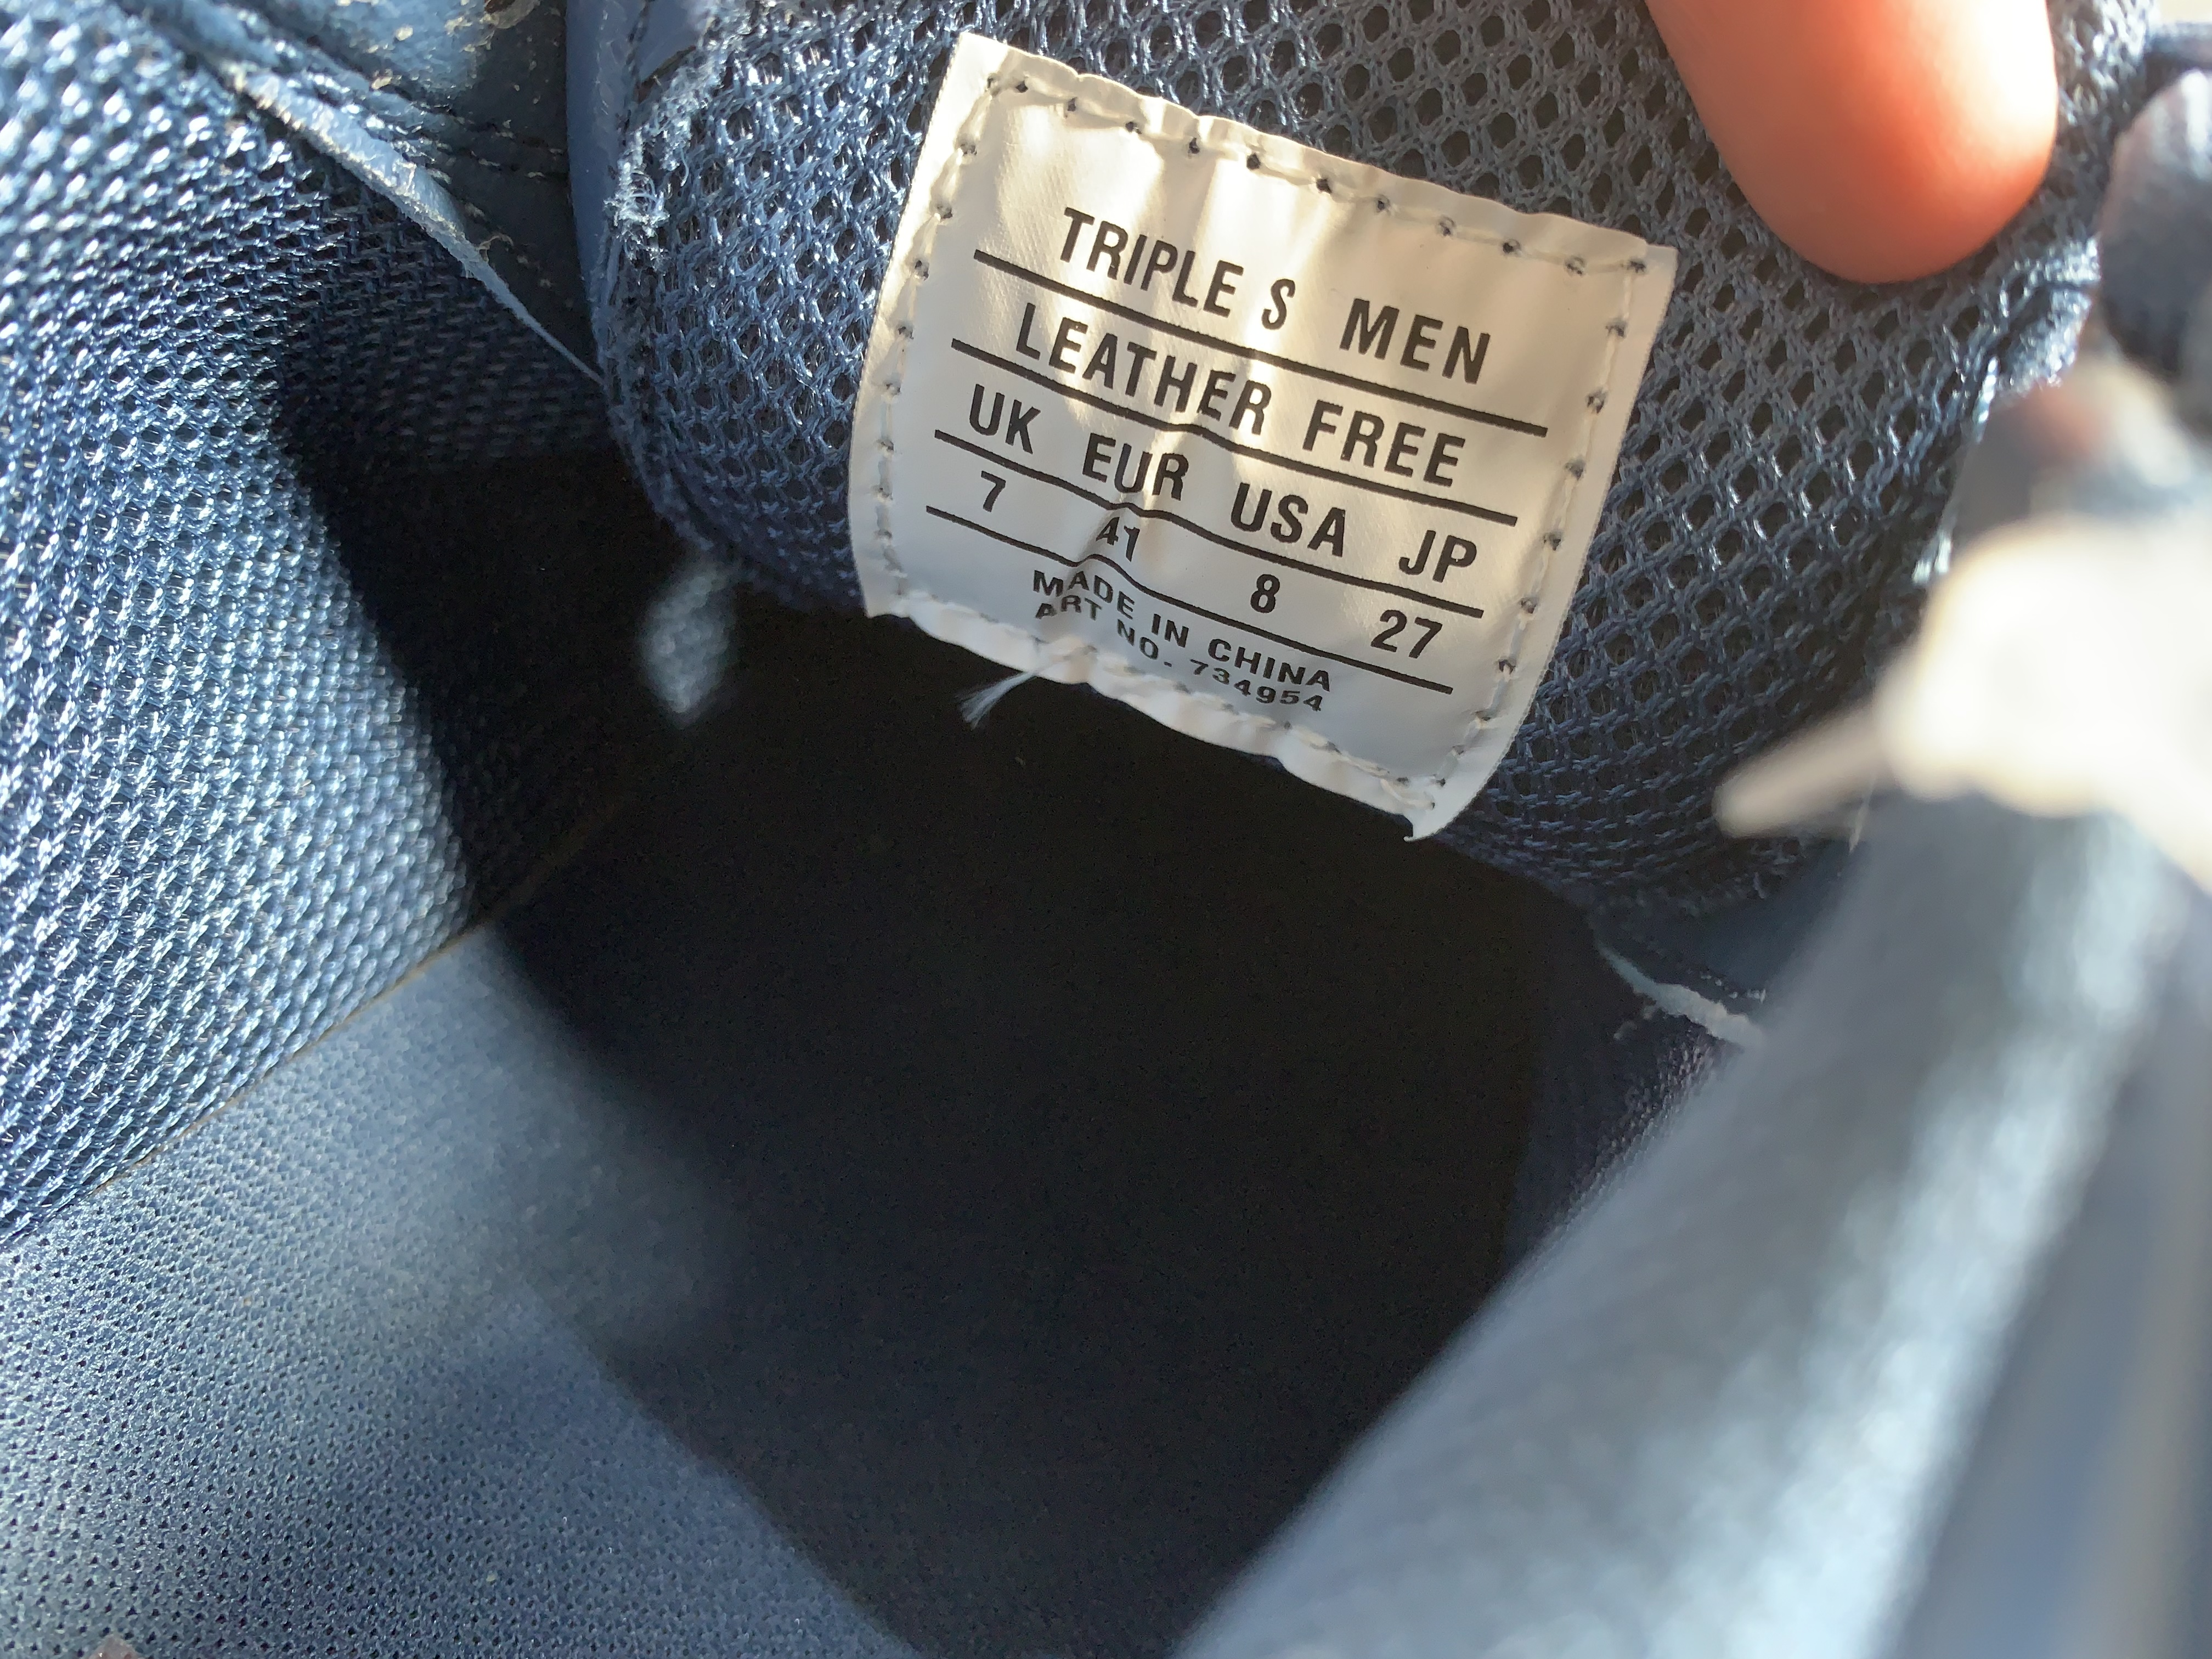 TRIPLE S MEN
LEATHER FREE
UK EUR USA JP
7 41 8 27
MADE IN CHINA
ART NO. 734954